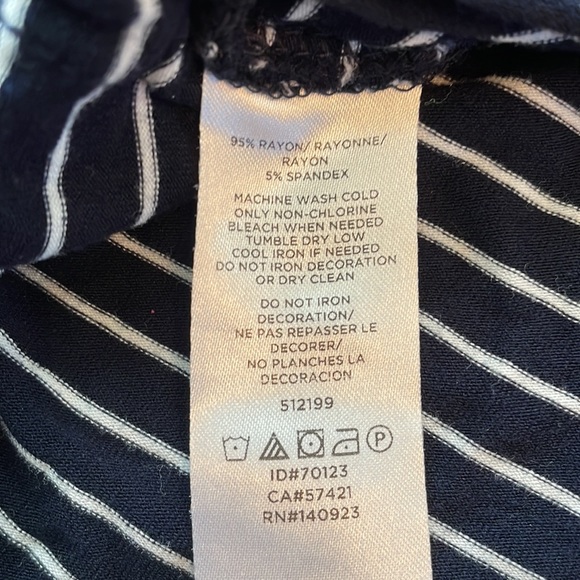 95% RAYON/ RAYONNE/
RAYON
5% SPANDEX
MACHINE WASH COLD
ONLY NON-CHLORINE
BLEACH WHEN NEEDED
TUMBLE DRY LOW
COOL IRON IF NEEDED
DO NOT IRON DECORATION
OR DRY CLEAN
DO NOT IRON
DECORATION/
NE PAS REPASSER LE
DECORER/
NO PLANCHES LA
DECORACION
512199
P
ID#70123
CA#57421
RN#140923